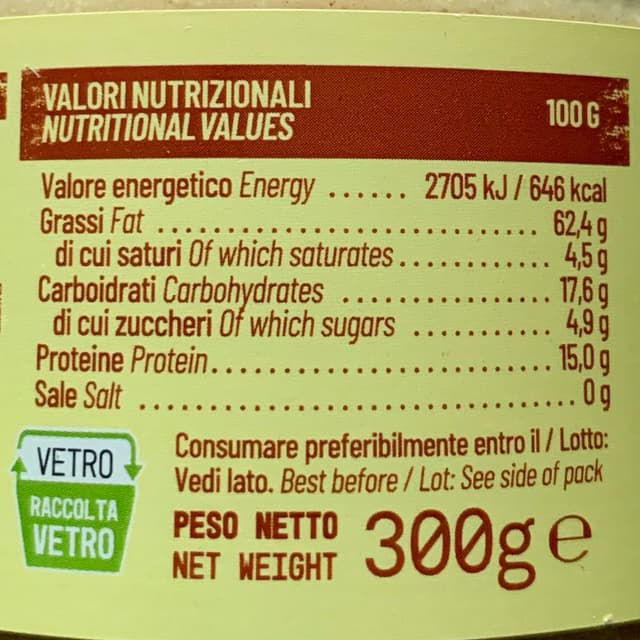 VALORI NUTRIZIONALI
NUTRITIONAL VALUES
100 G
Valore energetico Energy ...... 2705 kJ / 646 kcal
Grassi Fat .................................... 62,4 g
di cui saturi Of which saturates.............. 4,5 g
Carboidrati Carbohydrates ................... 17,6 g
di cui zuccheri Of which sugars ............ 4,9 g
Proteine Protein............................... 15,0 g
Sale Salt ....................................... 0 g
VETRO
RACCOLTA
VETRO
Consumare preferibilmente entro il / Lotto:
Vedi lato. Best before / Lot: See side of pack
PESO NETTO
NET WEIGHT
300g e